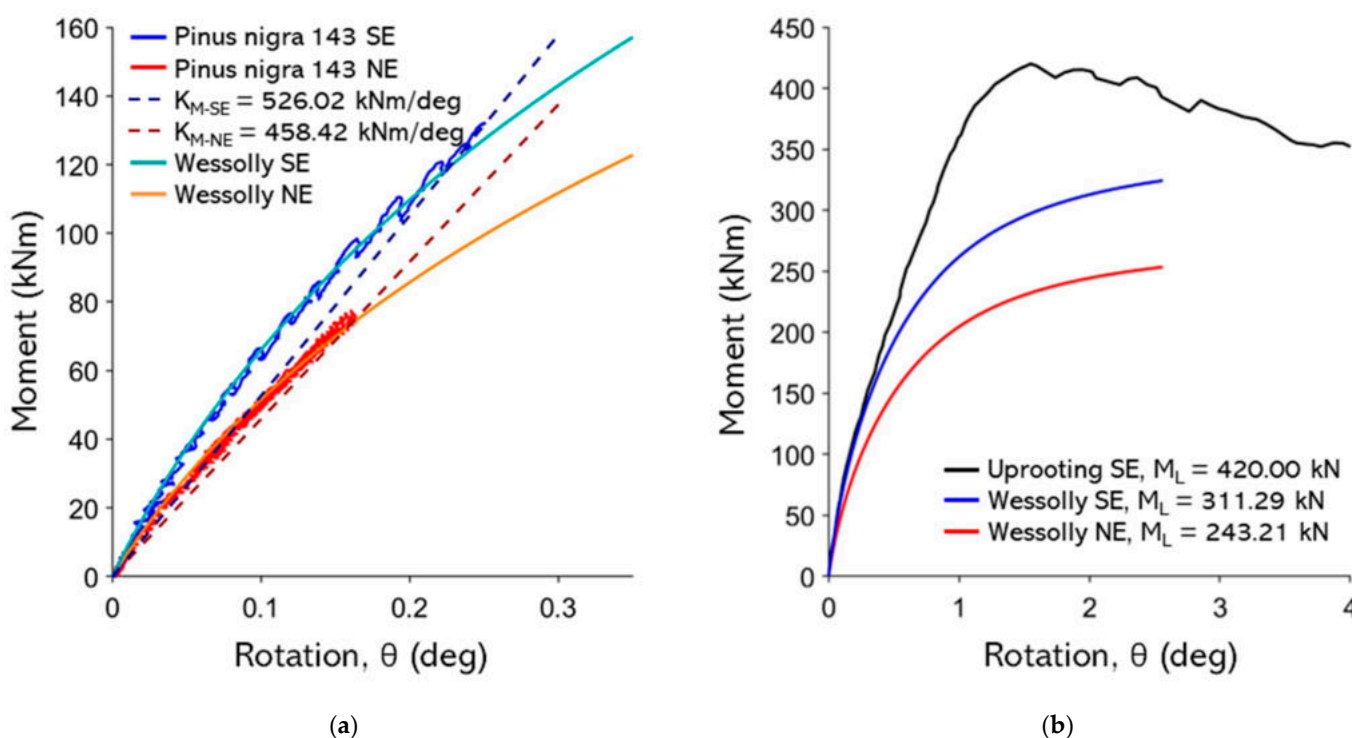 160
140
120
100
80
60
40
20
0
Moment (kNm)
Pinus nigra 143 SE
Pinus nigra 143 NE
K_M-SE = 526.02 kNm/deg
K_M-NE = 458.42 kNm/deg
Wessolly SE
Wessolly NE
0 0.1 0.2 0.3
Rotation, θ (deg)
(a)
450
400
350
300
250
200
150
100
50
0
Moment (kNm)
Uprooting SE, M_L = 420.00 kN
Wessolly SE, M_L = 311.29 kN
Wessolly NE, M_L = 243.21 kN
0 1 2 3 4
Rotation, θ (deg)
(b)